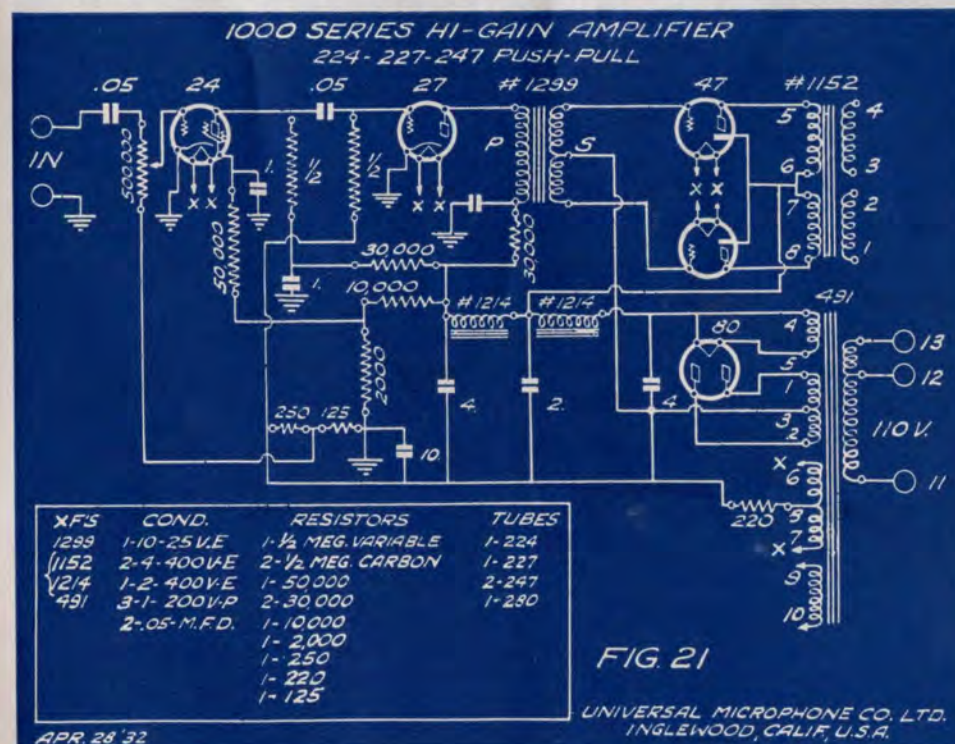 1000 SERIES HI-GAIN AMPLIFIER
224-227-247 PUSH-PULL
.05 24 .05 27 #1299 47 #1152
IN
500,000
1.
1/2
1/2
P
S
5 4
6 3
7 2
8 1
X X
X X
X X
50,000
30,000
30,000
1.
10,000
#1214 #1214
491
80
4
5
1
3
2
13
12
110 V.
11
2000
4.
2.
4
250 125
10
X
6
8
7
X
220
9
10
XF'S COND. RESISTORS TUBES
1299 1-10-25 V.E 1-1/2 MEG. VARIABLE 1-224
1152 2-4-400 V-E 2-1/2 MEG. CARBON 1-227
1214 1-2-400 V-E 1-50,000 2-247
491 3-1-200 V-P 2-30,000 1-280
2-.05-M.F.D. 1-10,000
1-2,000
1-250
1-220
1-125
FIG. 21
UNIVERSAL MICROPHONE CO. LTD.
INGLEWOOD, CALIF, U.S.A.
APR. 28 '32